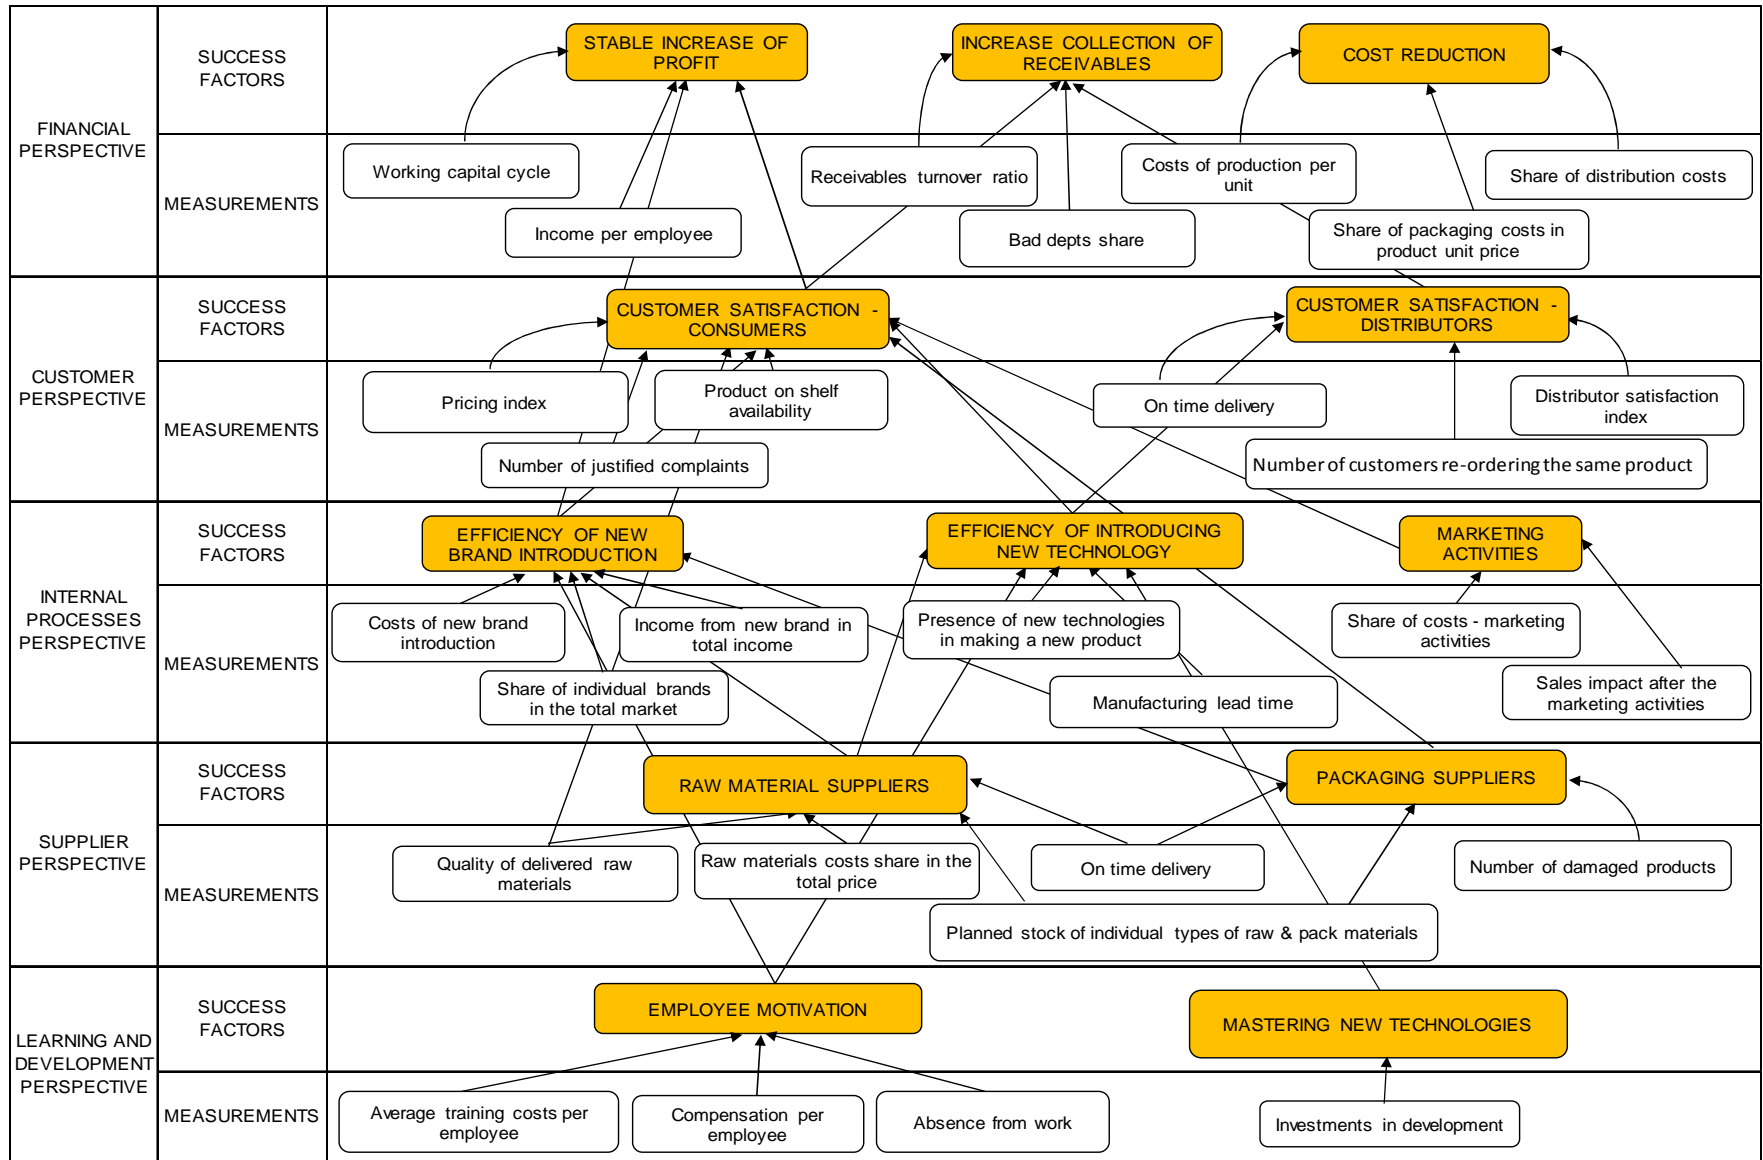 FINANCIAL
PERSPECTIVE
SUCCESS
FACTORS
STABLE INCREASE OF
PROFIT
INCREASE COLLECTION OF
RECEIVABLES
COST REDUCTION
MEASUREMENTS
Working capital cycle
Income per employee
Receivables turnover ratio
Bad depts share
Costs of production per
unit
Share of packaging costs in
product unit price
Share of distribution costs
CUSTOMER
PERSPECTIVE
SUCCESS
FACTORS
CUSTOMER SATISFACTION -
CONSUMERS
CUSTOMER SATISFACTION -
DISTRIBUTORS
MEASUREMENTS
Pricing index
Number of justified complaints
Product on shelf
availability
On time delivery
Number of customers re-ordering the same product
Distributor satisfaction
index
INTERNAL
PROCESSES
PERSPECTIVE
SUCCESS
FACTORS
EFFICIENCY OF NEW
BRAND INTRODUCTION
EFFICIENCY OF INTRODUCING
NEW TECHNOLOGY
MARKETING
ACTIVITIES
MEASUREMENTS
Costs of new brand
introduction
Share of individual brands
in the total market
Income from new brand in
total income
Presence of new technologies
in making a new product
Manufacturing lead time
Share of costs - marketing
activities
Sales impact after the
marketing activities
SUPPLIER
PERSPECTIVE
SUCCESS
FACTORS
RAW MATERIAL SUPPLIERS
PACKAGING SUPPLIERS
MEASUREMENTS
Quality of delivered raw
materials
Raw materials costs share in the
total price
On time delivery
Planned stock of individual types of raw & pack materials
Number of damaged products
LEARNING AND
DEVELOPMENT
PERSPECTIVE
SUCCESS
FACTORS
EMPLOYEE MOTIVATION
MASTERING NEW TECHNOLOGIES
MEASUREMENTS
Average training costs per
employee
Compensation per
employee
Absence from work
Investments in development